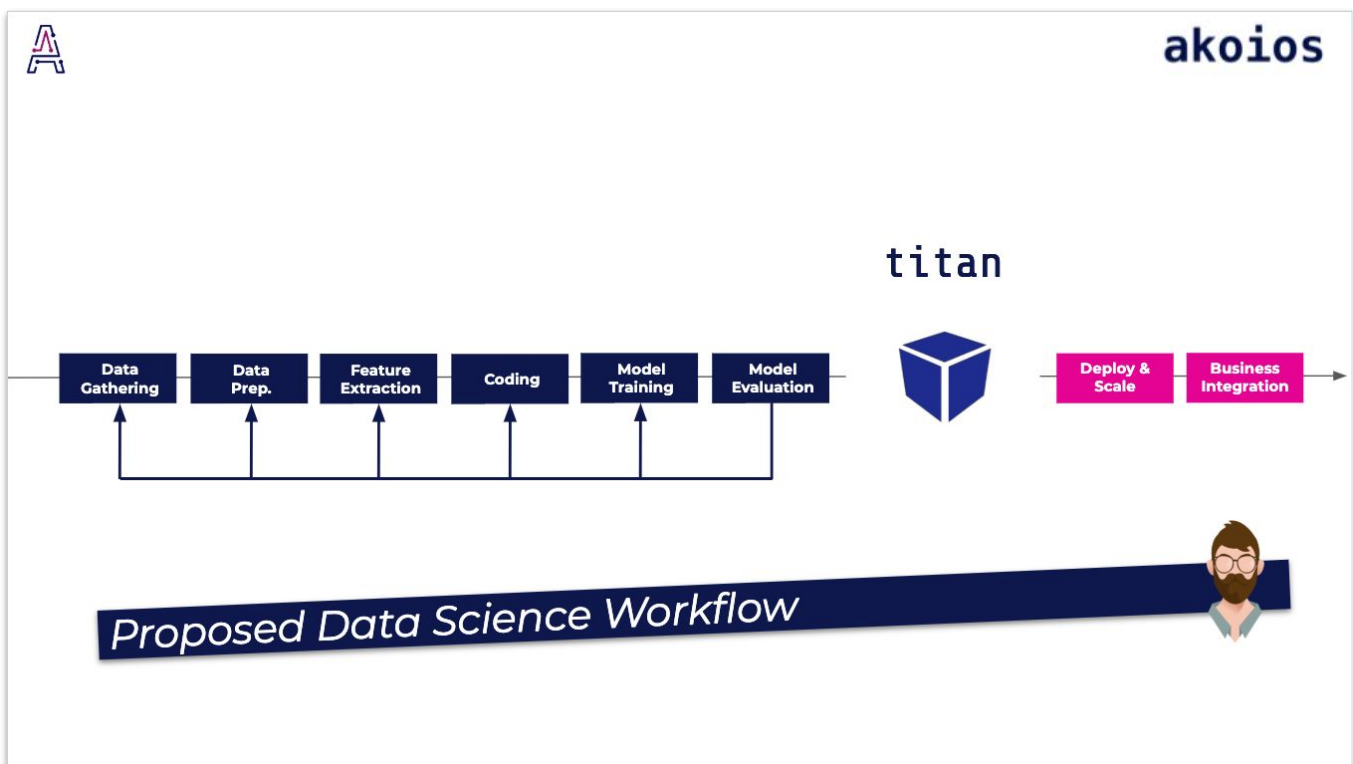 akoios
titan
Data
Gathering
Data
Prep.
Feature
Extraction
Coding
Model
Training
Model
Evaluation
Deploy &
Scale
Business
Integration
Proposed Data Science Workflow